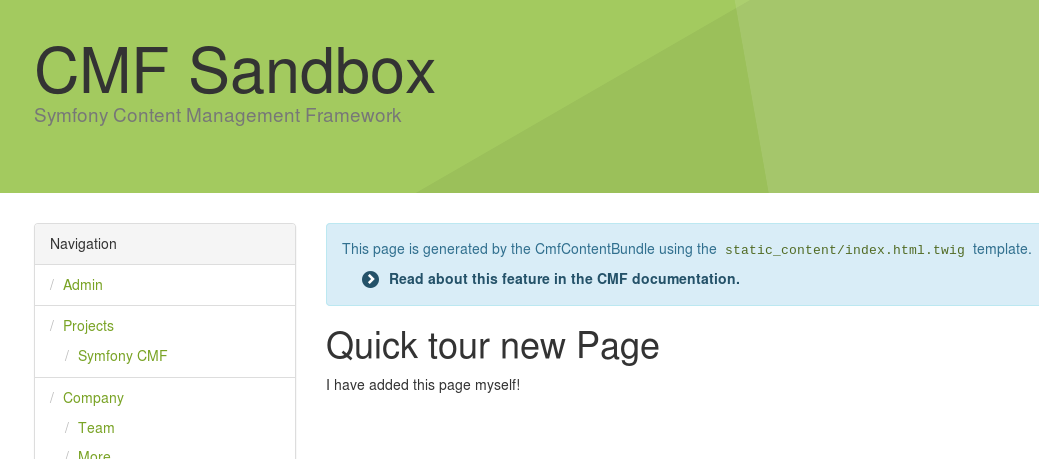 CMF Sandbox
Symfony Content Management Framework
Navigation
/ Admin
/ Projects
/ Symfony CMF
/ Company
/ Team
/ More
This page is generated by the CmfContentBundle using the static_content/index.html.twig template.
Read about this feature in the CMF documentation.
Quick tour new Page
I have added this page myself!